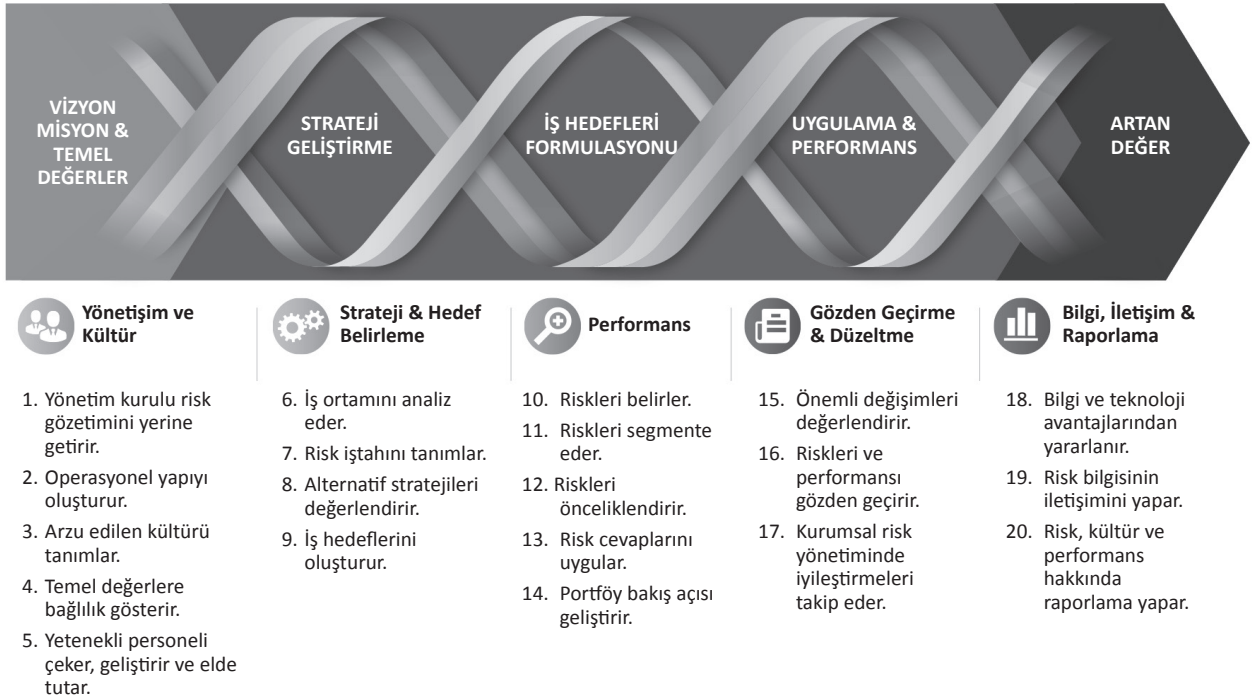 VİZYON
MİSYON &
TEMEL
DEĞERLER
STRATEJİ
GELİŞTİRME
İŞ HEDEFLERİ
FORMULASYONU
UYGULAMA &
PERFORMANS
ARTAN
DEĞER
Yönetişim ve
Kültür
1. Yönetim kurulu risk
gözetimini yerine
getirir.
2. Operasyonel yapıyı
oluşturur.
3. Arzu edilen kültürü
tanımlar.
4. Temel değerlere
bağlılık gösterir.
5. Yetenekli personeli
çeker, geliştirir ve elde
tutar.
Strateji & Hedef
Belirleme
6. İş ortamını analiz
eder.
7. Risk iştahını tanımlar.
8. Alternatif stratejileri
değerlendirir.
9. İş hedeflerini
oluşturur.
Performans
10. Riskleri belirler.
11. Riskleri segmente
eder.
12. Riskleri
önceliklendirir.
13. Risk cevaplarını
uygular.
14. Portföy bakış açısı
geliştirir.
Gözden Geçirme
& Düzeltme
15. Önemli değişimleri
değerlendirir.
16. Riskleri ve
performansı
gözden geçirir.
17. Kurumsal risk
yönetiminde
iyileştirmeleri
takip eder.
Bilgi, İletişim &
Raporlama
18. Bilgi ve teknoloji
avantajlarından
yararlanır.
19. Risk bilgisinin
iletişimini yapar.
20. Risk, kültür ve
performans
hakkında
raporlama yapar.